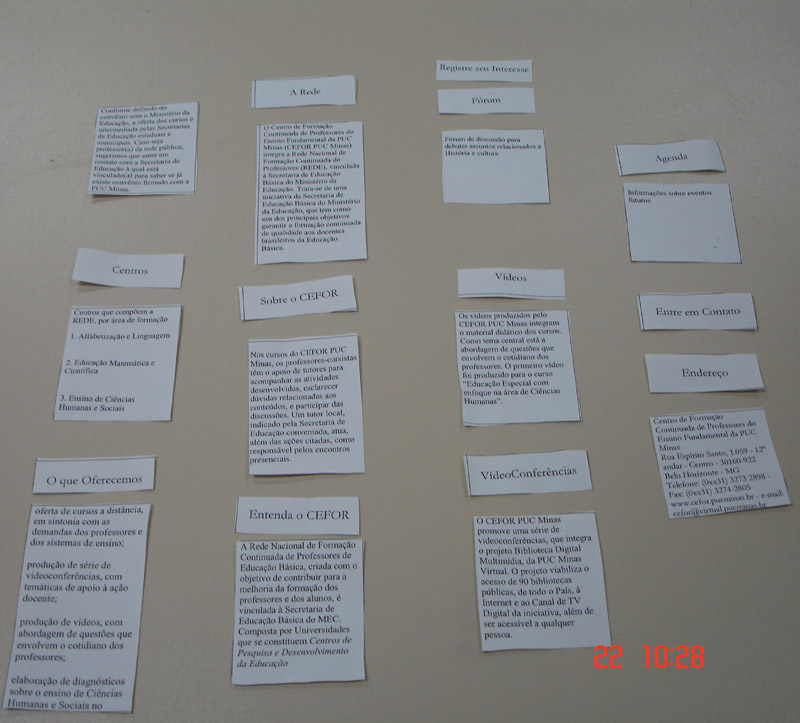 Conforme definido no
convênio com o Ministério da
Educação, a oferta dos cursos é
intermediada pelas Secretarias
de Educação estaduais e
municipais. Caso seja
professor(a) da rede pública,
sugerimos que entre em
contato com a Secretaria de
Educação à qual está
vinculado(a) para saber se já
existe convênio firmado com a
PUC Minas.
Centros
Centros que compõem a
REDE, por área de formação
1. Alfabetização e Linguagem
2. Educação Matemática e
Científica
3. Ensino de Ciências
Humanas e Sociais
O que Oferecemos
oferta de cursos a distância,
em sintonia com as
demandas dos professores e
dos sistemas de ensino;
produção de série de
videoconferências, com
temáticas de apoio à ação
docente;
produção de vídeos, com
abordagem de questões que
envolvem o cotidiano dos
professores;
elaboração de diagnósticos
sobre o ensino de Ciências
Humanas e Sociais no
A Rede
O Centro de Formação
Continuada de Professores do
Ensino Fundamental da PUC
Minas (CEFOR PUC Minas)
integra a Rede Nacional de
Formação Continuada de
Professores (REDE), vinculada
à Secretaria de Educação
Básica do Ministério da
Educação. Trata-se de uma
iniciativa da Secretaria de
Educação Básica do Ministério
da Educação, que tem como
um dos principais objetivos
garantir a formação continuada
de qualidade aos docentes
brasileiros da Educação
Básica.
Sobre o CEFOR
Nos cursos do CEFOR PUC
Minas, os professores-cursistas
têm o apoio de tutores para
acompanhar as atividades
desenvolvidas, esclarecer
dúvidas relacionadas aos
conteúdos, e participar das
discussões. Um tutor local,
indicado pela Secretaria de
Educação conveniada, atua,
além das ações citadas, como
responsável pelos encontros
presenciais.
Entenda o CEFOR
A Rede Nacional de Formação
Continuada de Professores de
Educação Básica, criada com o
objetivo de contribuir para a
melhoria da formação dos
professores e dos alunos, é
vinculada à Secretaria de
Educação Básica do MEC.
Composta por Universidades
que se constituem Centros de
Pesquisa e Desenvolvimento
da Educação
Registre seu Interesse
Fórum
Fórum de discussão para
debater assuntos relacionados a
História e cultura
Vídeos
Os vídeos produzidos pelo
CEFOR PUC Minas integram
o material didático dos cursos.
Como tema central está a
abordagem de questões que
envolvem o cotidiano dos
professores. O primeiro vídeo
foi produzido para o curso
"Educação Especial com
enfoque na área de Ciências
Humanas".
VídeoConferências
O CEFOR PUC Minas
promove uma série de
videoconferências, que integra
o projeto Biblioteca Digital
Multimídia, da PUC Minas
Virtual. O projeto viabiliza o
acesso de 90 bibliotecas
públicas, de todo o País, à
Internet e ao Canal de TV
Digital da iniciativa, além de
ser acessível a qualquer
pessoa.
Agenda
Informações sobre eventos
futuros
Entre em Contato
Endereço
Centro de Formação
Continuada de Professores do
Ensino Fundamental da PUC
Minas
Rua Espírito Santo, 1.059 - 12º
andar - Centro - 30160-922
Belo Horizonte - MG
Telefone: (0xx31) 3273 2898 -
Fax: (0xx31) 3274-2805
www.cefor.pucminas.br - e-mail:
cefor@virtual.pucminas.br
22 10:28